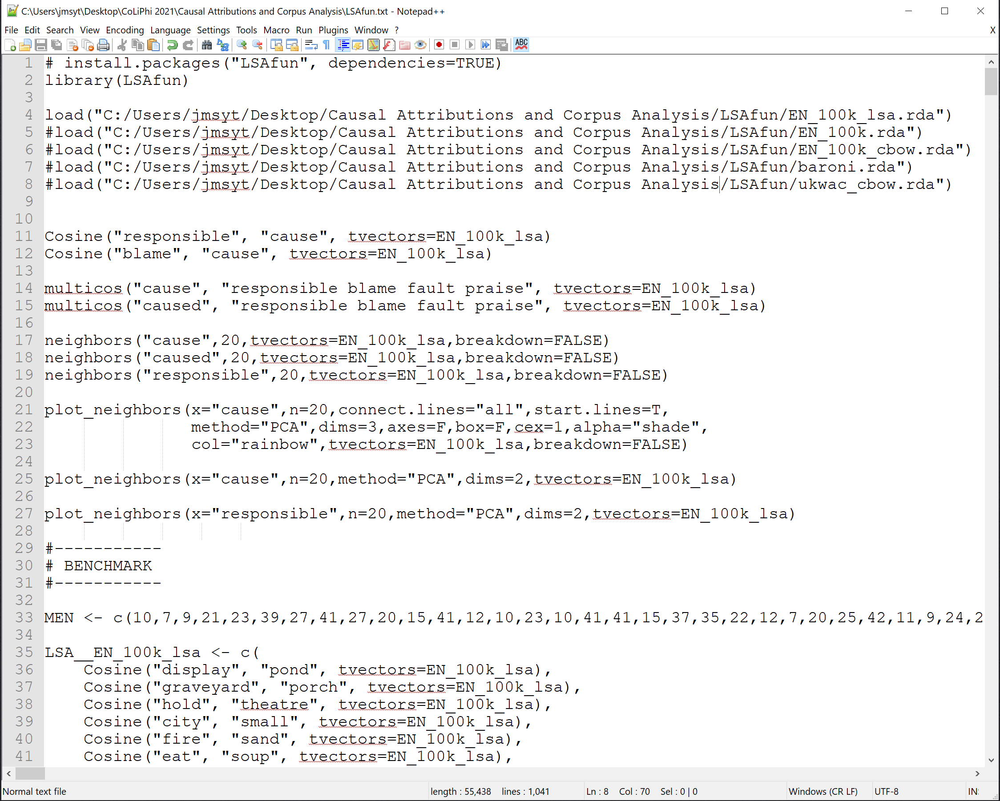 C:\Users\jmsyt\Desktop\CoLiPhi 2021\Causal Attributions and Corpus Analysis\LSAfun.txt - Notepad++
File Edit Search View Encoding Language Settings Tools Macro Run Plugins Window ? X
ABC
1 # install.packages("LSAfun", dependencies=TRUE)
2 library(LSAfun)
3
4 load("C:/Users/jmsyt/Desktop/Causal Attributions and Corpus Analysis/LSAfun/EN_100k_lsa.rda")
5 #load("C:/Users/jmsyt/Desktop/Causal Attributions and Corpus Analysis/LSAfun/EN_100k.rda")
6 #load("C:/Users/jmsyt/Desktop/Causal Attributions and Corpus Analysis/LSAfun/EN_100k_cbow.rda")
7 #load("C:/Users/jmsyt/Desktop/Causal Attributions and Corpus Analysis/LSAfun/baroni.rda")
8 #load("C:/Users/jmsyt/Desktop/Causal Attributions and Corpus Analysis/LSAfun/ukwac_cbow.rda")
9
10
11 Cosine("responsible", "cause", tvectors=EN_100k_lsa)
12 Cosine("blame", "cause", tvectors=EN_100k_lsa)
13
14 multicos("cause", "responsible blame fault praise", tvectors=EN_100k_lsa)
15 multicos("caused", "responsible blame fault praise", tvectors=EN_100k_lsa)
16
17 neighbors("cause",20,tvectors=EN_100k_lsa,breakdown=FALSE)
18 neighbors("caused",20,tvectors=EN_100k_lsa,breakdown=FALSE)
19 neighbors("responsible",20,tvectors=EN_100k_lsa,breakdown=FALSE)
20
21 plot_neighbors(x="cause",n=20,connect.lines="all",start.lines=T,
22 method="PCA",dims=3,axes=F,box=F,cex=1,alpha="shade",
23 col="rainbow",tvectors=EN_100k_lsa,breakdown=FALSE)
24
25 plot_neighbors(x="cause",n=20,method="PCA",dims=2,tvectors=EN_100k_lsa)
26
27 plot_neighbors(x="responsible",n=20,method="PCA",dims=2,tvectors=EN_100k_lsa)
28
29 #-----------
30 # BENCHMARK
31 #-----------
32
33 MEN <- c(10,7,9,21,23,39,27,41,27,20,15,41,12,10,23,10,41,41,15,37,35,22,12,7,20,25,42,11,9,24,2
34
35 LSA__EN_100k_lsa <- c(
36 Cosine("display", "pond", tvectors=EN_100k_lsa),
37 Cosine("graveyard", "porch", tvectors=EN_100k_lsa),
38 Cosine("hold", "theatre", tvectors=EN_100k_lsa),
39 Cosine("city", "small", tvectors=EN_100k_lsa),
40 Cosine("fire", "sand", tvectors=EN_100k_lsa),
41 Cosine("eat", "soup", tvectors=EN_100k_lsa),
Normal text file length : 55,438 lines : 1,041 Ln : 8 Col : 70 Sel : 0 | 0 Windows (CR LF) UTF-8 IN